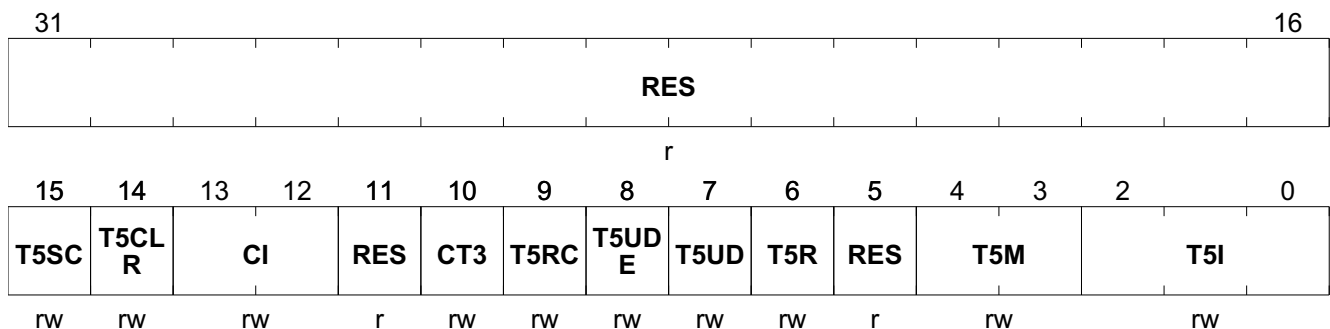 31 16
RES
r
15 14 13 12 11 10 9 8 7 6 5 4 3 2 0
T5SC T5CL R CI RES CT3 T5RC T5UD E T5UD T5R RES T5M T5I
rw rw rw r rw rw rw rw rw r rw rw